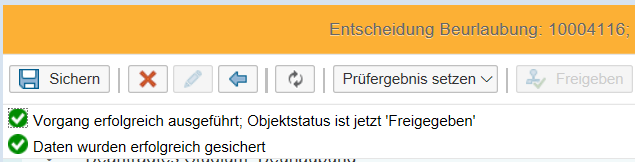 Entscheidung Beurlaubung: 10004116;
Sichern
Prüfergebnis setzen
Freigeben
Vorgang erfolgreich ausgeführt; Objektstatus ist jetzt 'Freigegeben'
Daten wurden erfolgreich gesichert